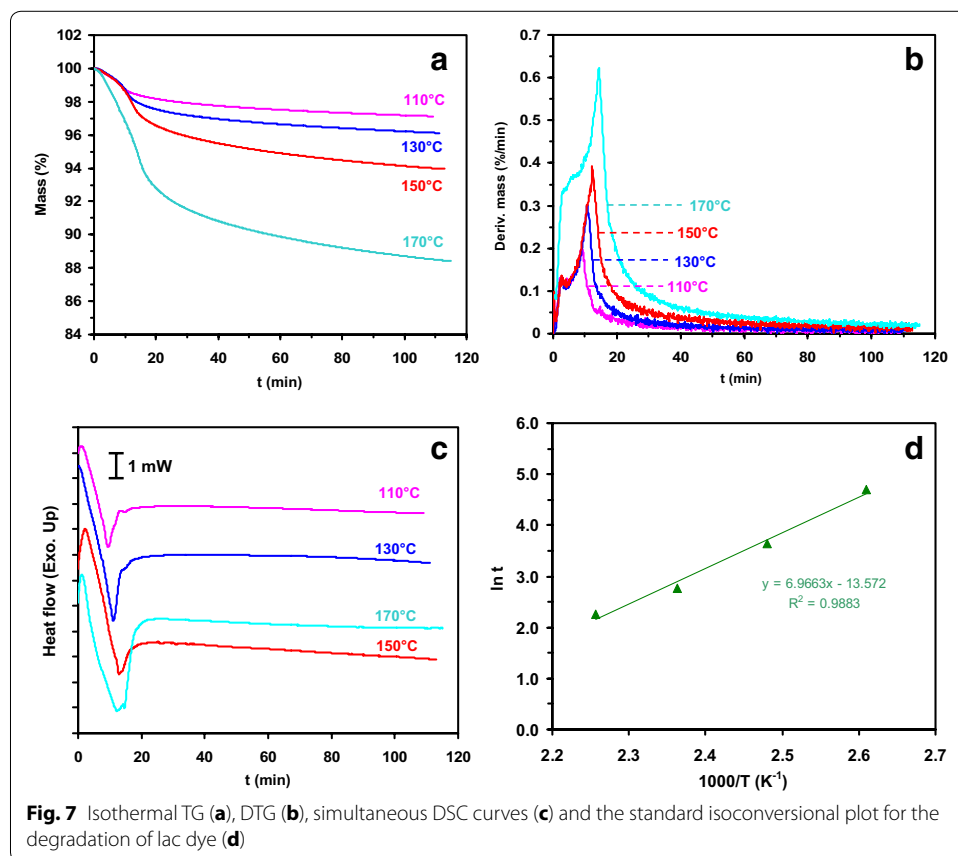 a
Mass (%)
100
98
96
94
92
90
88
86
84
110°C
130°C
150°C
170°C
0 20 40 60 80 100 120
t (min)
b
Deriv. mass (%/min)
0.7
0.6
0.5
0.4
0.3
0.2
0.1
0
170°C
150°C
130°C
110°C
0 20 40 60 80 100 120
t (min)
c
Heat flow (Exo. Up)
1 mW
110°C
130°C
170°C
150°C
0 20 40 60 80 100 120
t (min)
d
ln t
6.0
5.0
4.0
3.0
2.0
1.0
0.0
y = 6.9663x - 13.572
R² = 0.9883
2.2 2.3 2.4 2.5 2.6 2.7
1000/T (K⁻¹)
Fig. 7 Isothermal TG (a), DTG (b), simultaneous DSC curves (c) and the standard isoconversional plot for the
degradation of lac dye (d)